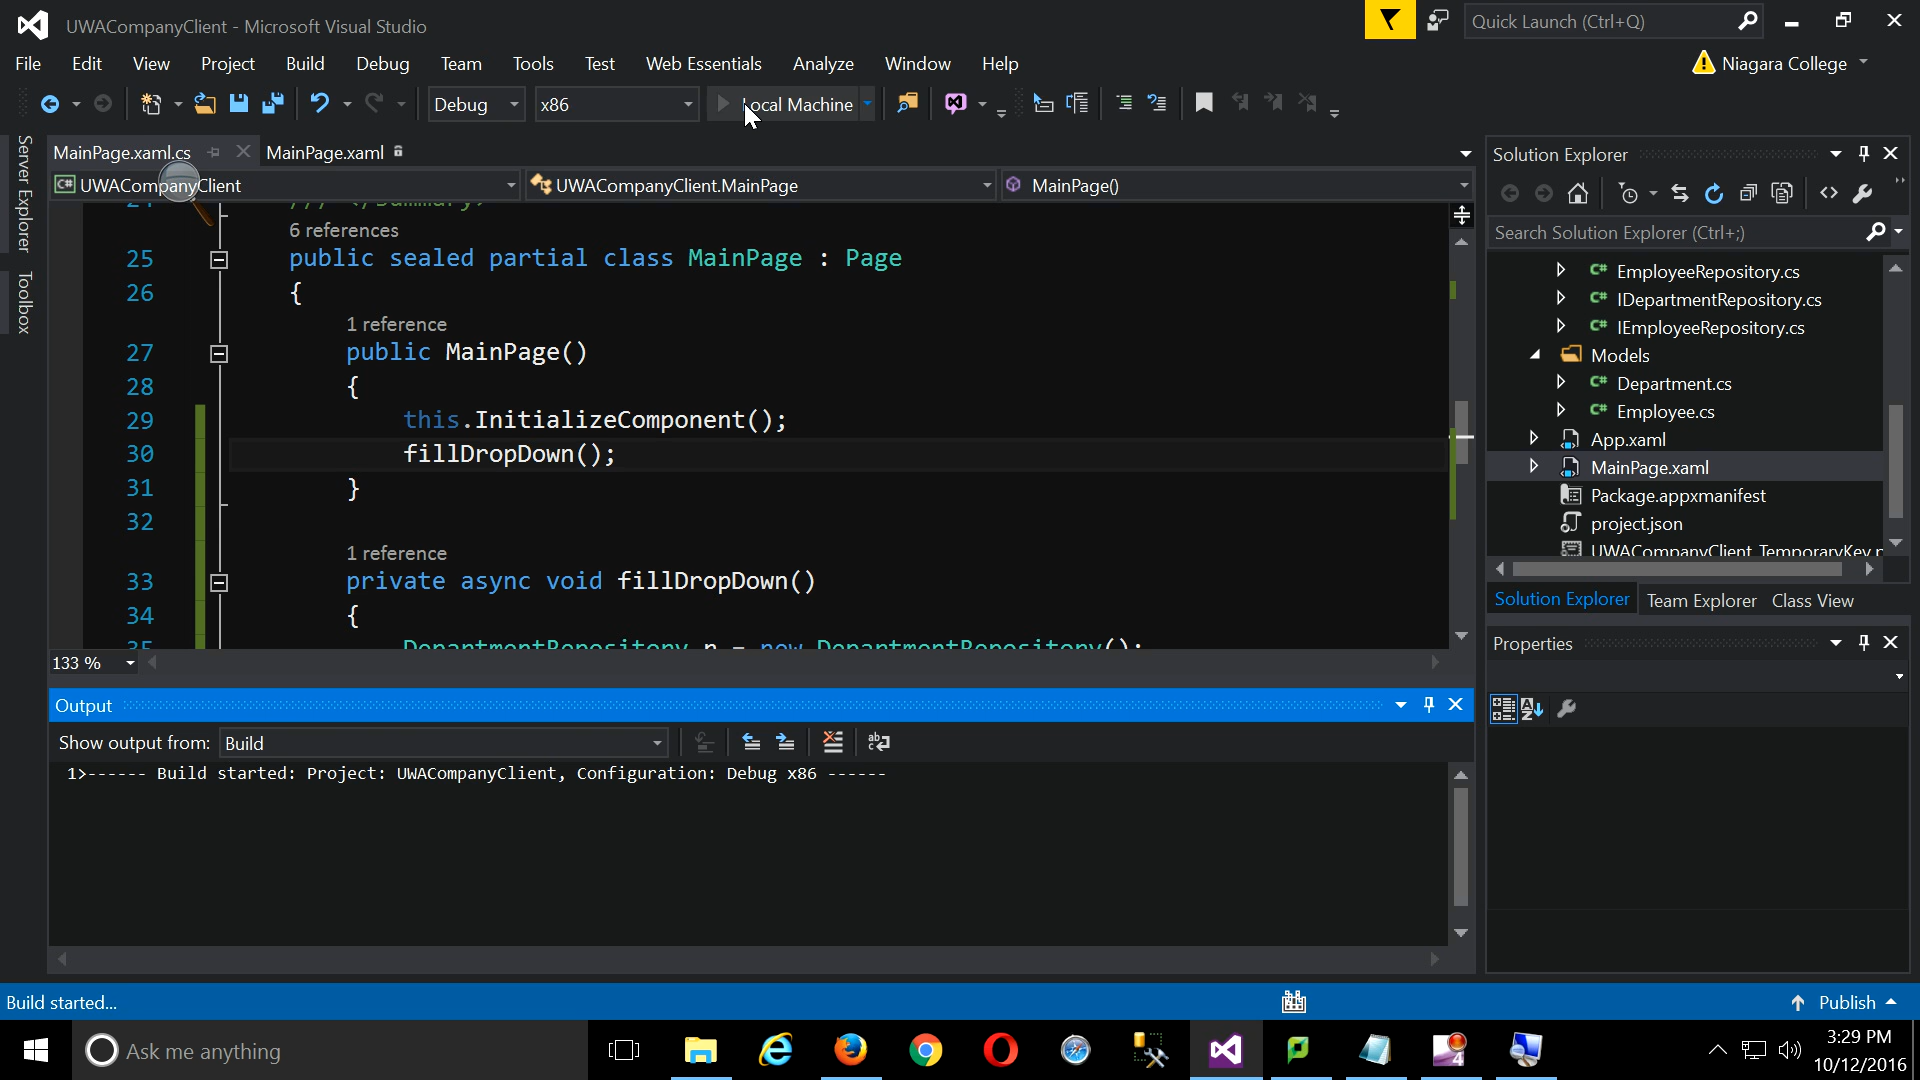 UWACompanyClient - Microsoft Visual Studio
Quick Launch (Ctrl+Q)
File Edit View Project Build Debug Team Tools Test Web Essentials Analyze Window Help
Niagara College
Debug x86 Local Machine
Server Explorer
Toolbox
MainPage.xaml.cs MainPage.xaml
UWACompanyClient UWACompanyClient.MainPage MainPage()
6 references
25 public sealed partial class MainPage : Page
26 {
1 reference
27 public MainPage()
28 {
29 this.InitializeComponent();
30 fillDropDown();
31 }
32
1 reference
33 private async void fillDropDown()
34 {
35 DepartmentRepository r = new DepartmentRepository();
133 %
Output
Show output from: Build
1>------ Build started: Project: UWACompanyClient, Configuration: Debug x86 ------
Solution Explorer
Search Solution Explorer (Ctrl+;)
C# EmployeeRepository.cs
C# IDepartmentRepository.cs
C# IEmployeeRepository.cs
Models
C# Department.cs
C# Employee.cs
App.xaml
MainPage.xaml
Package.appxmanifest
project.json
UWACompanyClient_TemporaryKey.p
Solution Explorer Team Explorer Class View
Properties
Build started...
Publish
Ask me anything
3:29 PM
10/12/2016